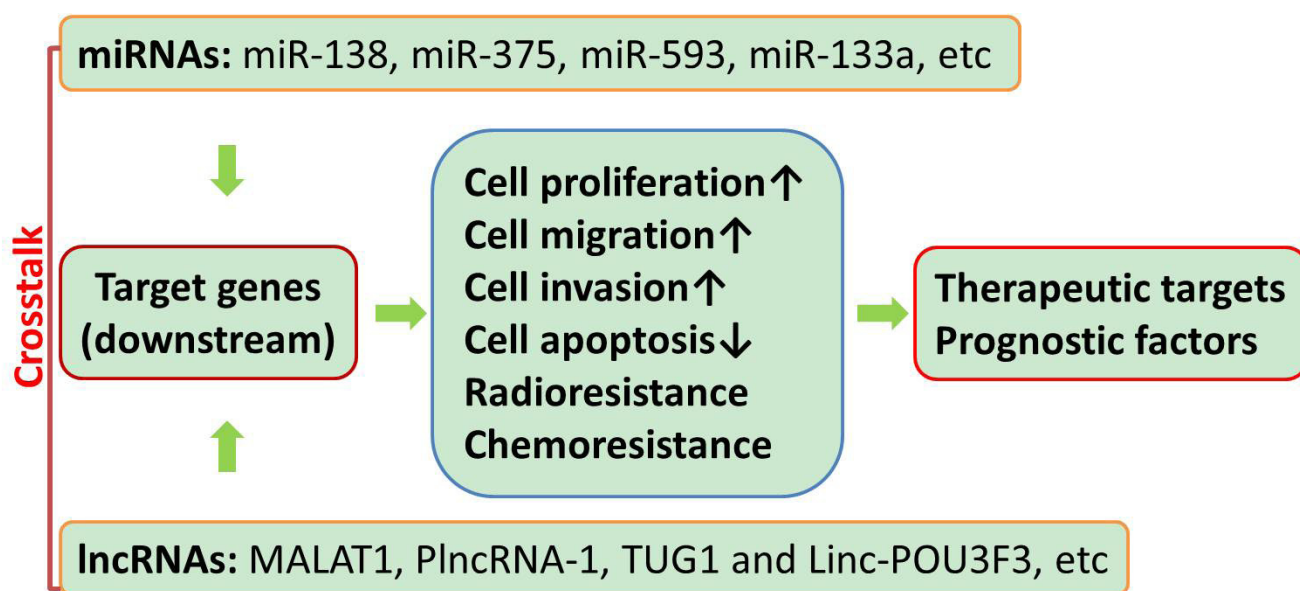 miRNAs: miR-138, miR-375, miR-593, miR-133a, etc
Crosstalk
Target genes
(downstream)
Cell proliferation↑
Cell migration↑
Cell invasion↑
Cell apoptosis↓
Radioresistance
Chemoresistance
Therapeutic targets
Prognostic factors
lncRNAs: MALAT1, PlncRNA-1, TUG1 and Linc-POU3F3, etc